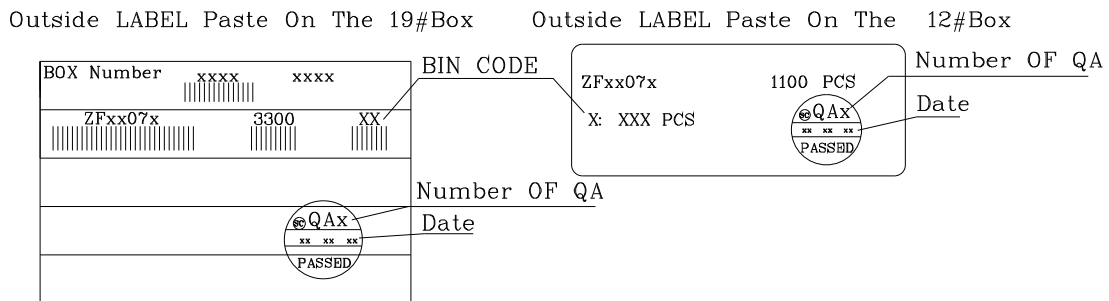 Outside LABEL Paste On The 19#Box
BOX Number xxxx xxxx
ZFxx07x 3300 XX
BIN CODE
Number OF QA
Date
SC QAx
xx xx xx
PASSED
Outside LABEL Paste On The 12#Box
ZFxx07x 1100 PCS
X: XXX PCS
Number OF QA
Date
SC QAx
xx xx xx
PASSED